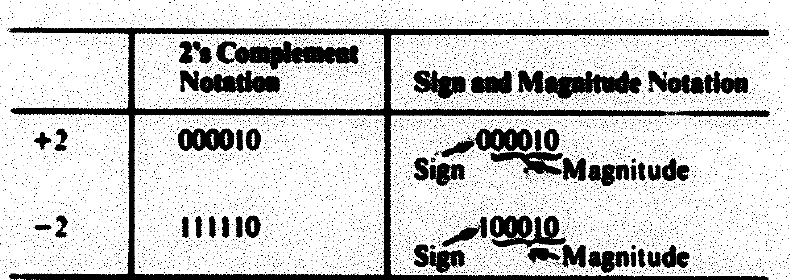 2's Complement
Notation
Sign and Magnitude Notation
+2 000010 000010
Sign Magnitude
−2 111110 100010
Sign Magnitude